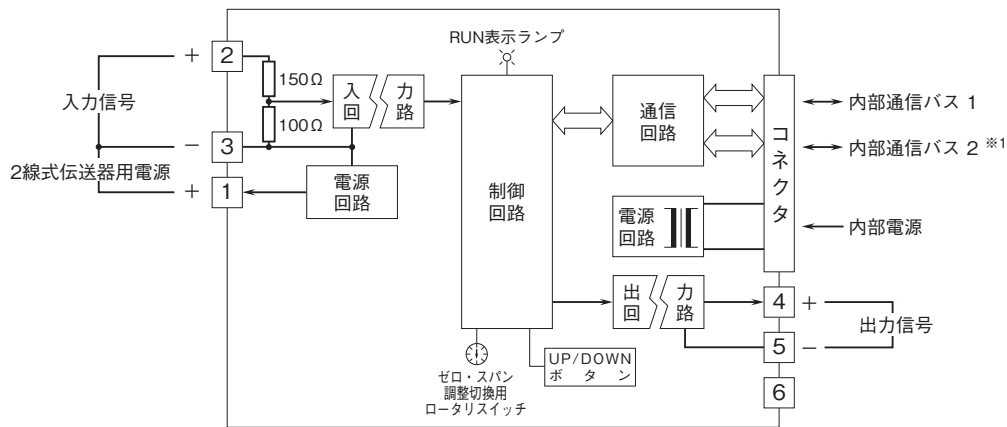 RUN表示ランプ
+ 2
入力信号
150Ω
100Ω
入力
回路
- 3
2線式伝送器用電源
+ 1
電源
回路
制御
回路
通信
回路
コネクタ
内部通信バス 1
内部通信バス 2 ※1
電源
回路
内部電源
出力
回路
4 +
出力信号
5 -
6
ゼロ・スパン
調整切換用
ロータリスイッチ
UP/DOWN
ボタン